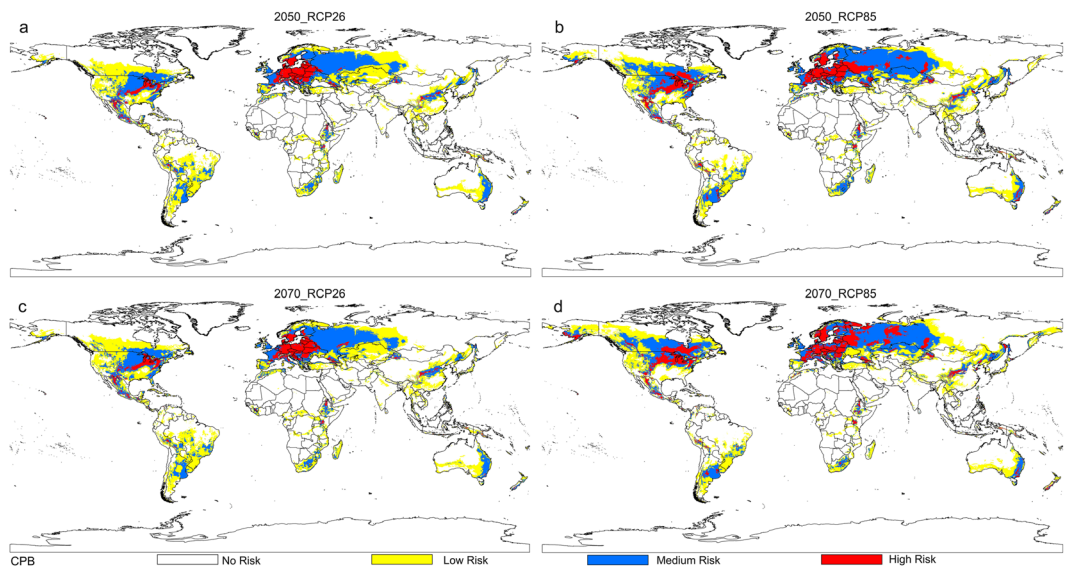 a
2050_RCP26
b
2050_RCP85
c
2070_RCP26
d
2070_RCP85
CPB
No Risk
Low Risk
Medium Risk
High Risk